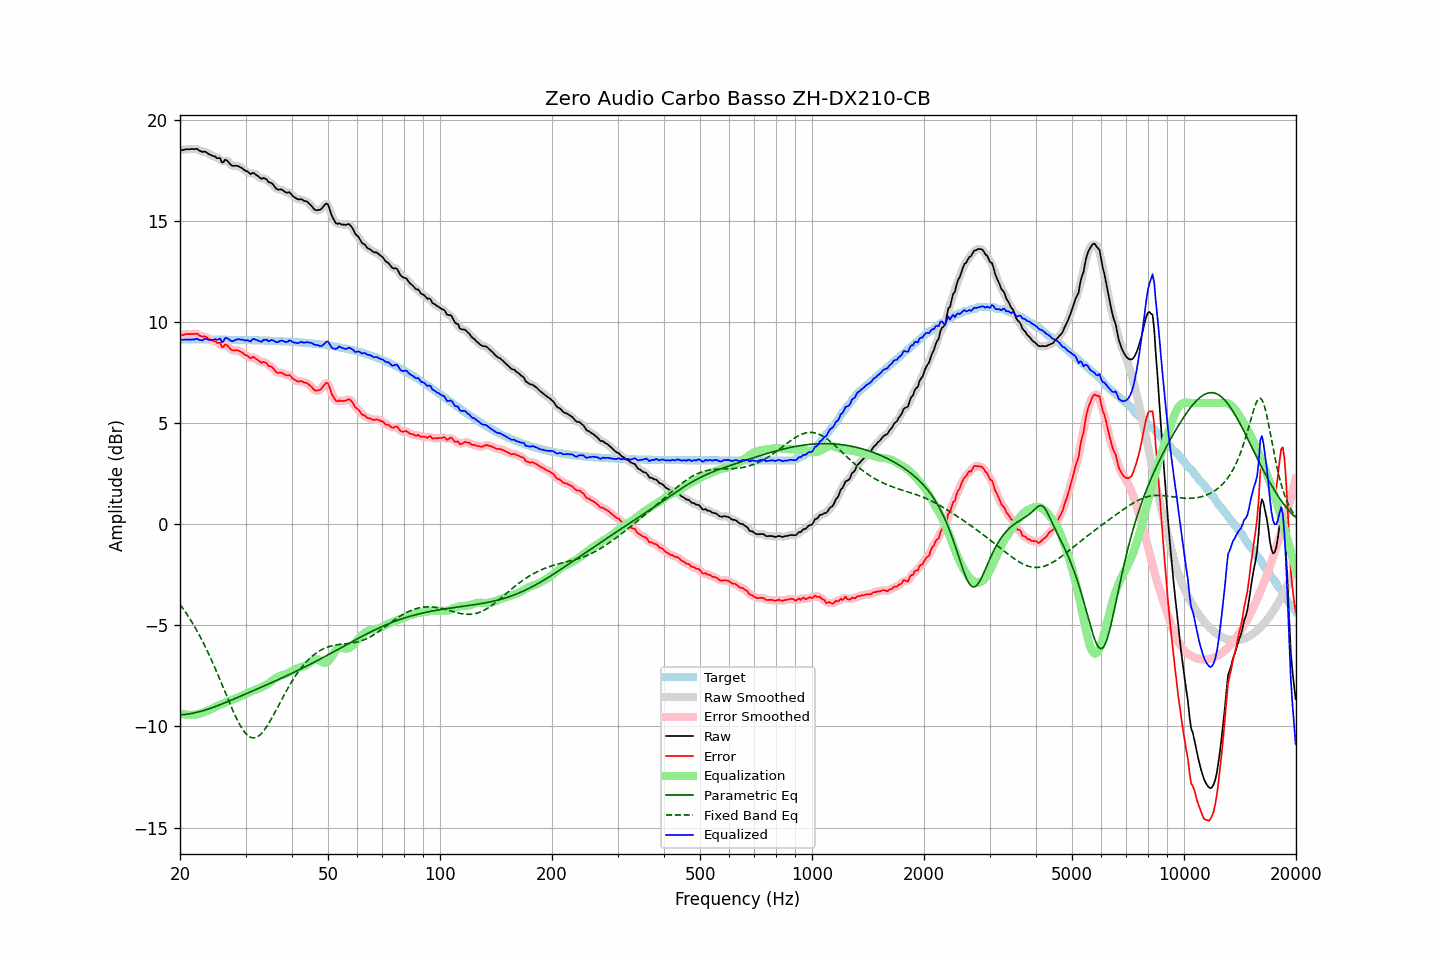 Zero Audio Carbo Basso ZH-DX210-CB
Amplitude (dBr)
20
15
10
5
0
−5
−10
−15
Target
Raw Smoothed
Error Smoothed
Raw
Error
Equalization
Parametric Eq
Fixed Band Eq
Equalized
20 50 100 200 500 1000 2000 5000 10000 20000
Frequency (Hz)